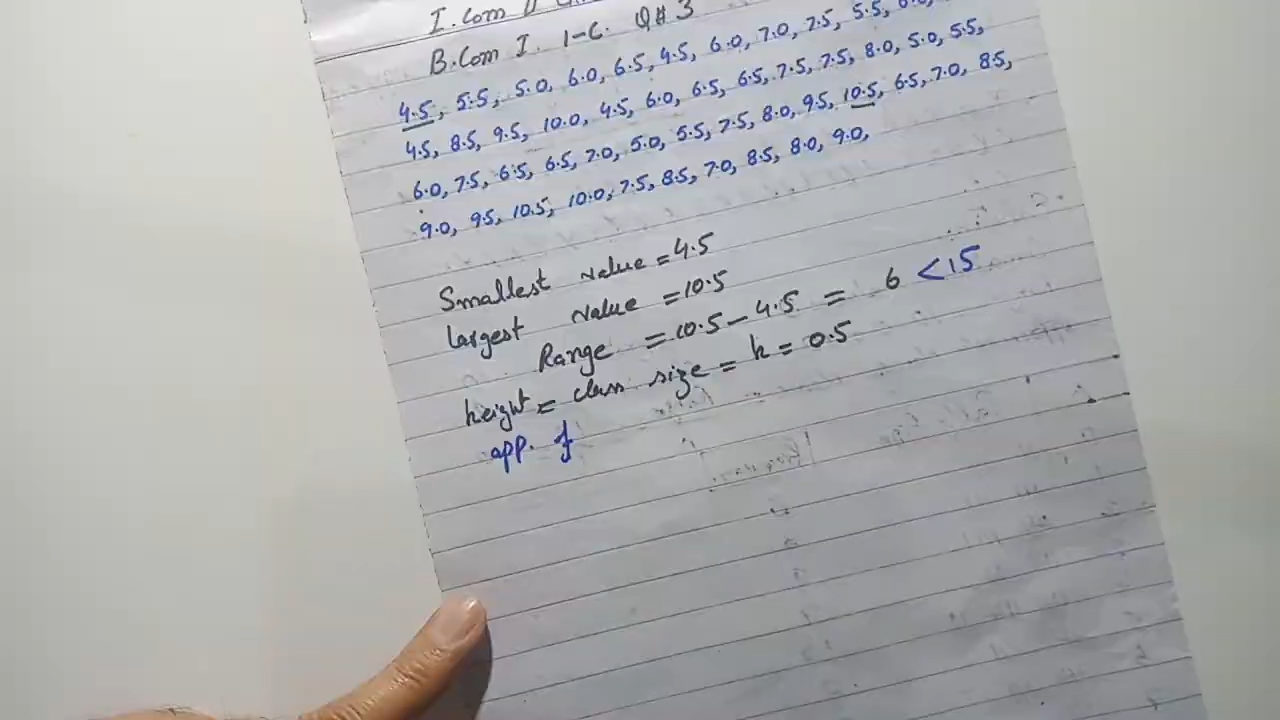 I. Com II
B.Com I. 1-C. Q# 3
4.5, 5.5, 5.0, 6.0, 6.5, 4.5, 6.0, 7.0, 7.5, 5.5,
4.5, 8.5, 9.5, 10.0, 4.5, 6.0, 6.5, 6.5, 7.5, 7.5, 8.0, 5.0, 5.5,
6.0, 7.5, 6.5, 6.5, 7.0, 5.0, 5.5, 7.5, 8.0, 9.5, 10.5, 6.5, 7.0, 8.5,
9.0, 9.5, 10.5, 10.0, 7.5, 8.5, 7.0, 8.5, 8.0, 9.0,
Smallest value = 4.5
largest value = 10.5
Range = 10.5 - 4.5 = 6 < 15
height = class size = h = 0.5
app. of